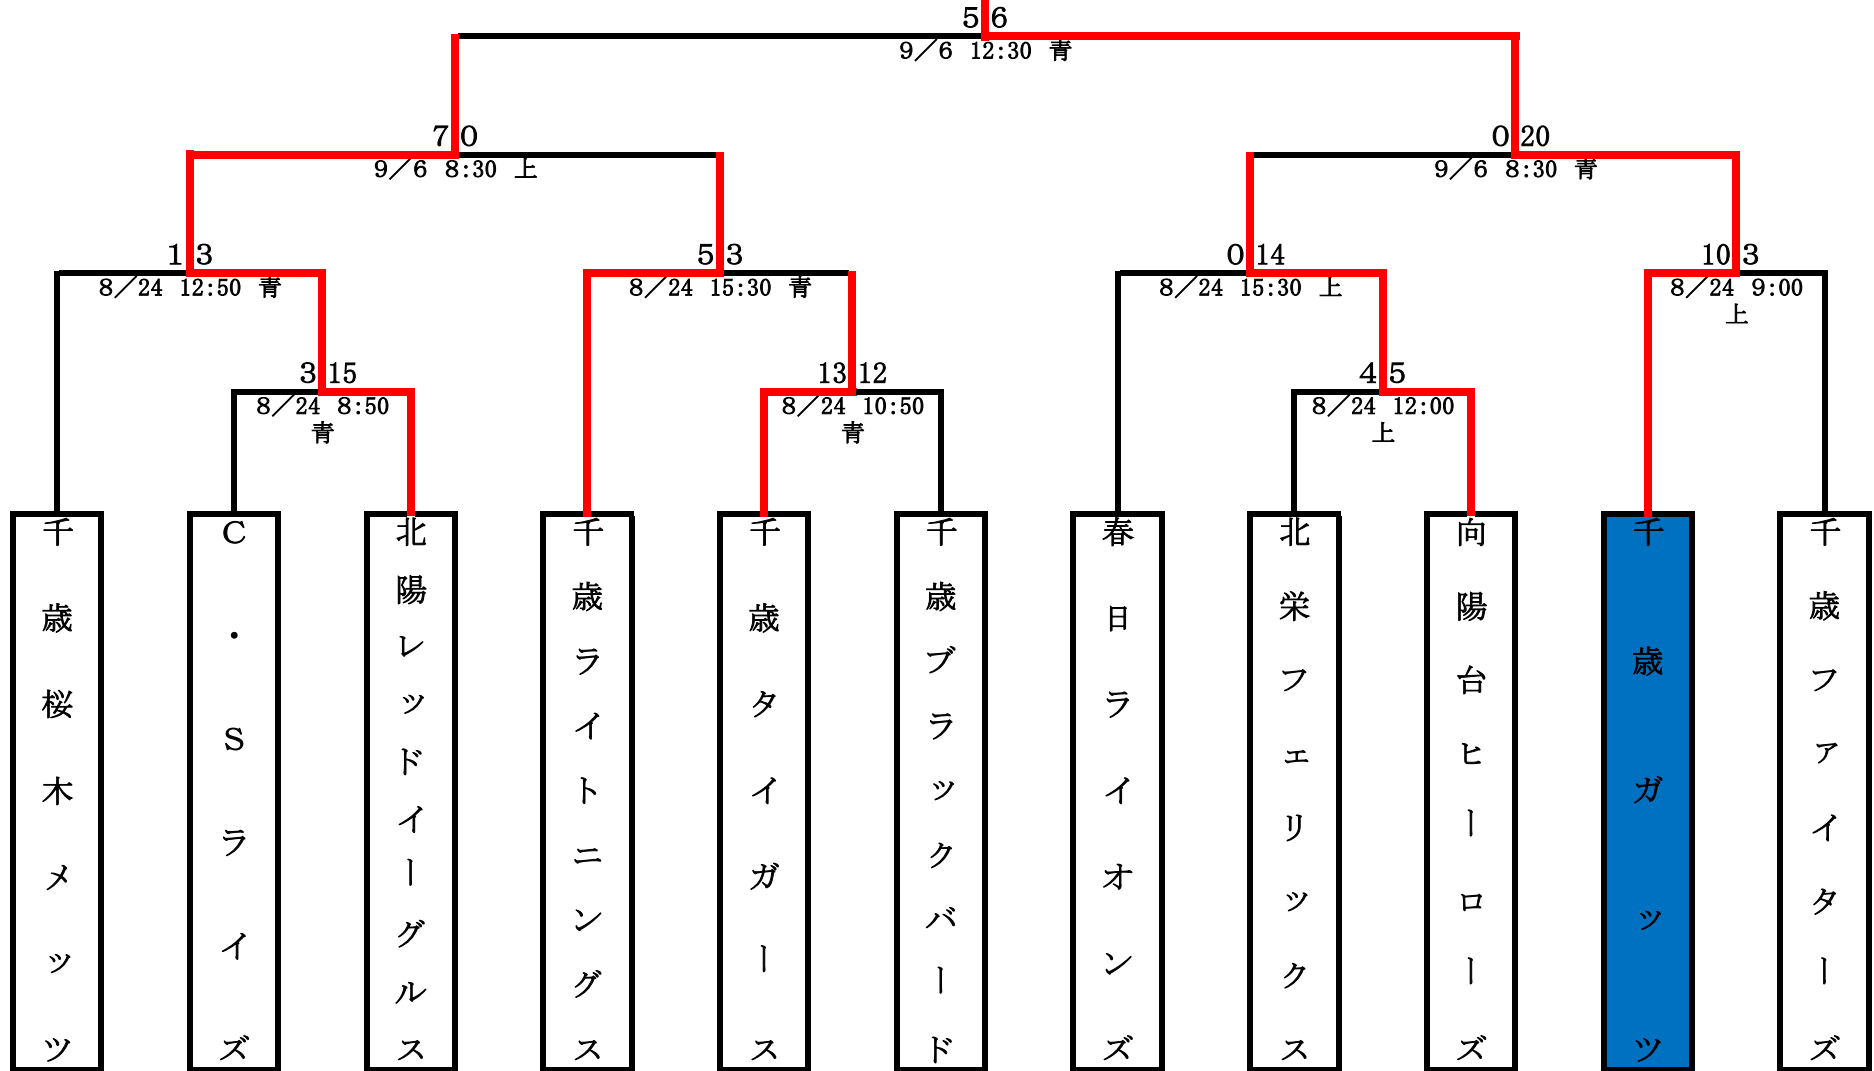 5 6
9／6 12:30 青
7 0
9／6 8:30 上
0 20
9／6 8:30 青
1 3
8／24 12:50 青
5 3
8／24 15:30 青
0 14
8／24 15:30 上
10 3
8／24 9:00
上
3 15
8／24 8:50
青
13 12
8／24 10:50
青
4 5
8／24 12:00
上
千歳桜木メッツ
C・Sライズ
北陽レッドイーグルス
千歳ライトニングス
千歳タイガース
千歳ブラックバード
春日ライオンズ
北栄フェリックス
向陽台ヒーローズ
千歳ガッツ
千歳ファイターズ